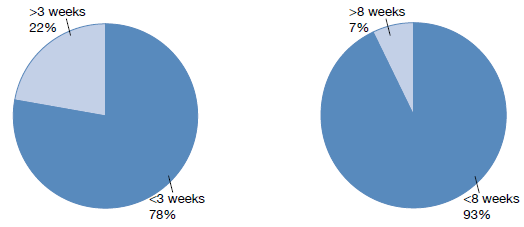 >3 weeks
22%
<3 weeks
78%
>8 weeks
7%
<8 weeks
93%